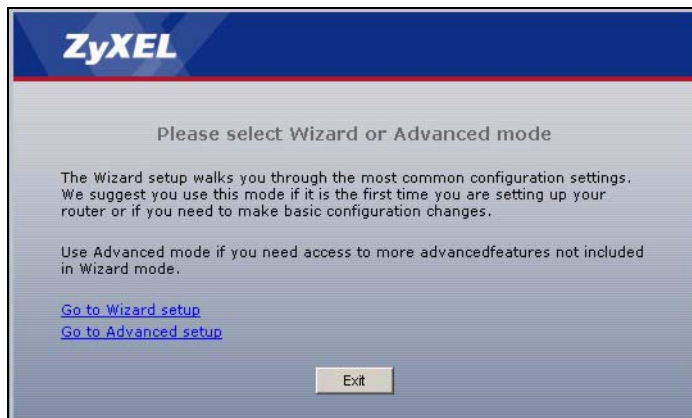 ZyXEL
Please select Wizard or Advanced mode
The Wizard setup walks you through the most common configuration settings.
We suggest you use this mode if it is the first time you are setting up your
router or if you need to make basic configuration changes.
Use Advanced mode if you need access to more advancedfeatures not included
in Wizard mode.
Go to Wizard setup
Go to Advanced setup
Exit